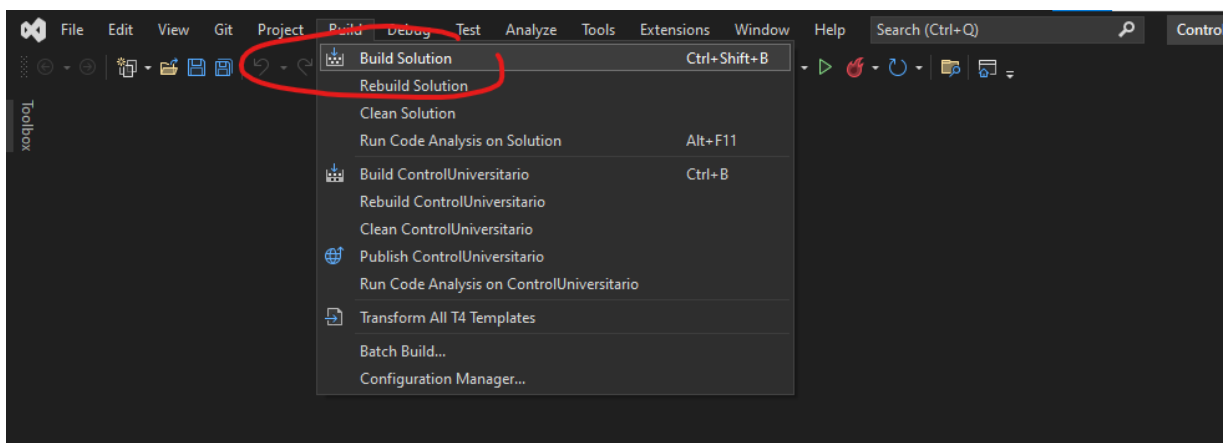 File Edit View Git Project Build Debug Test Analyze Tools Extensions Window Help Search (Ctrl+Q) Contro
Toolbox
Build Solution Ctrl+Shift+B
Rebuild Solution
Clean Solution
Run Code Analysis on Solution Alt+F11
Build ControlUniversitario Ctrl+B
Rebuild ControlUniversitario
Clean ControlUniversitario
Publish ControlUniversitario
Run Code Analysis on ControlUniversitario
Transform All T4 Templates
Batch Build...
Configuration Manager...